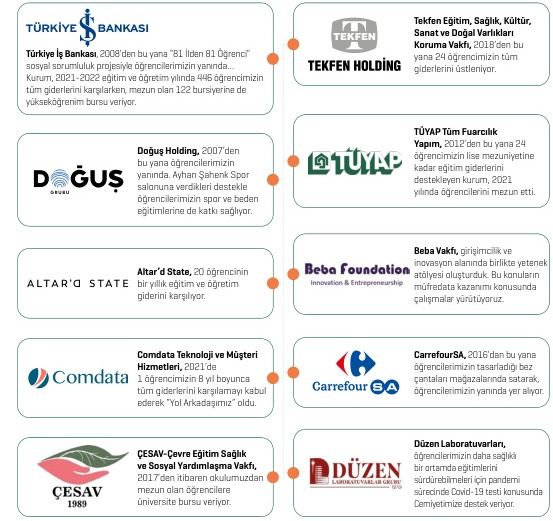 TÜRKİYE İŞ BANKASI
Türkiye İş Bankası, 2008'den bu yana "81 İlden 81 Öğrenci"
sosyal sorumluluk projesiyle öğrencilerimizin yanında...
Kurum, 2021-2022 eğitim ve öğretim yılında 446 öğrencimizin
tüm giderlerini karşılarken, mezun olan 122 bursiyerine de
yükseköğrenim bursu veriyor.
TEKFEN
TEKFEN HOLDİNG
Tekfen Eğitim, Sağlık, Kültür,
Sanat ve Doğal Varlıkları
Koruma Vakfı, 2018'den bu
yana 24 öğrencimizin tüm
giderlerini üstleniyor.
DOĞUŞ
GRUBU
Doğuş Holding, 2007'den
bu yana öğrencilerimizin
yanında. Ayhan Şahenk Spor
salonuna verdikleri destekle
öğrencilerimizin spor ve beden
eğitimlerine de katkı sağlıyor.
TÜYAP
TÜYAP Tüm Fuarcılık
Yapım, 2012'den bu yana 24
öğrencimizin lise mezuniyetine
kadar eğitim giderlerini
destekleyen kurum, 2021
yılında öğrencilerini mezun etti.
ALTAR'D STATE
Altar'd State, 20 öğrencinin
bir yıllık eğitim ve öğretim
giderini karşılıyor.
Beba Foundation
Innovation & Entrepreneurship
Beba Vakfı, girişimcilik ve
inovasyon alanında birlikte yetenek
atölyesi oluşturduk. Bu konuların
müfredata kazanımı konusunda
çalışmalar yürütüyoruz.
Comdata
Comdata Teknoloji ve Müşteri
Hizmetleri, 2021'de
1 öğrencimizin 8 yıl boyunca
tüm giderlerini karşılamayı kabul
ederek "Yol Arkadaşımız" oldu.
Carrefour SA
CarrefourSA, 2016'dan bu yana
öğrencilerimizin tasarladığı bez
çantaları mağazalarında satarak,
öğrencilerimizin yanında yer alıyor.
ÇESAV
1989
ÇESAV-Çevre Eğitim Sağlık
ve Sosyal Yardımlaşma Vakfı,
2017'den itibaren okulumuzdan
mezun olan öğrencilere
üniversite bursu veriyor.
DÜZEN
LABORATUVARLAR GRUBU
1976
Düzen Laboratuvarları,
öğrencilerimizin daha sağlıklı
bir ortamda eğitimlerini
sürdürebilmeleri için pandemi
sürecinde Covid-19 testi konusunda
Cemiyetimize destek veriyor.